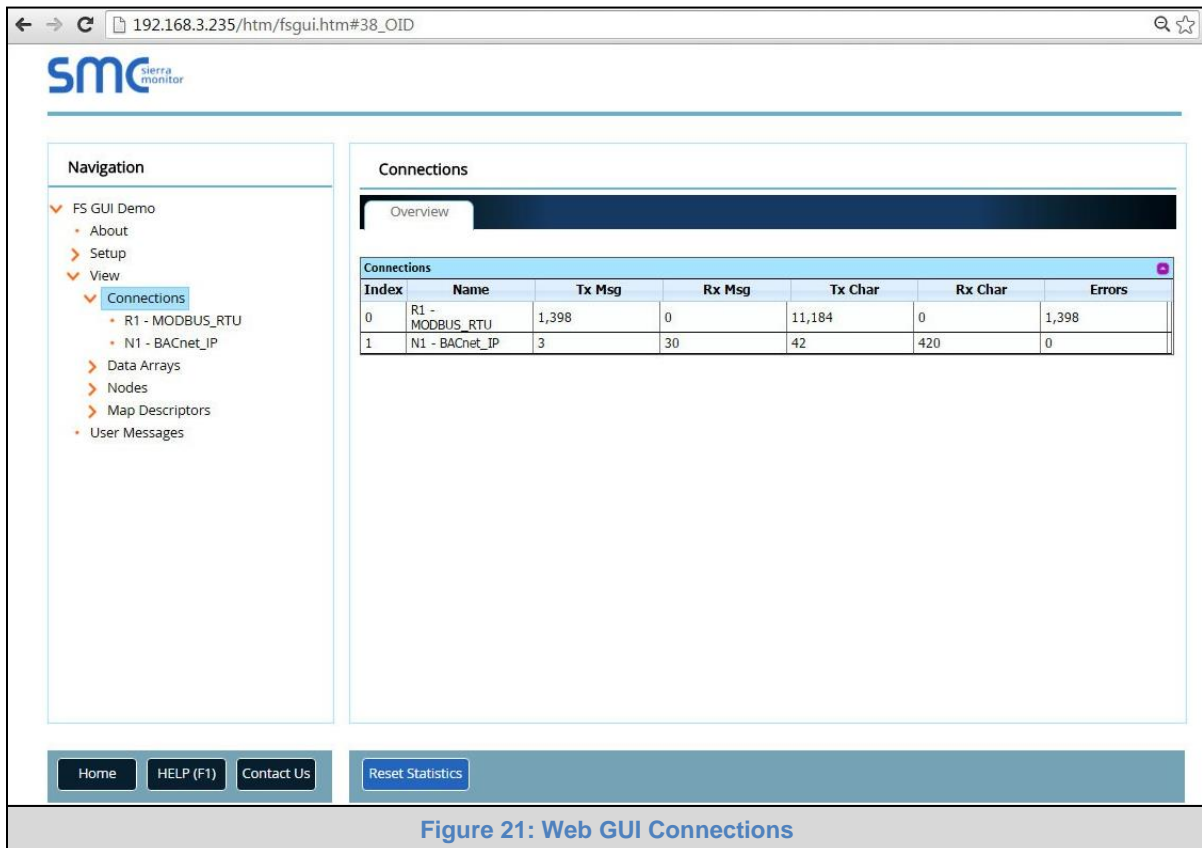 192.168.3.235/htm/fsgui.htm#38_OID
SMC sierra monitor
Navigation
FS GUI Demo
About
Setup
View
Connections
R1 - MODBUS_RTU
N1 - BACnet_IP
Data Arrays
Nodes
Map Descriptors
User Messages
Connections
Overview
Connections
Index Name Tx Msg Rx Msg Tx Char Rx Char Errors
0 R1 - MODBUS_RTU 1,398 0 11,184 0 1,398
1 N1 - BACnet_IP 3 30 42 420 0
Home HELP (F1) Contact Us Reset Statistics
Figure 21: Web GUI Connections